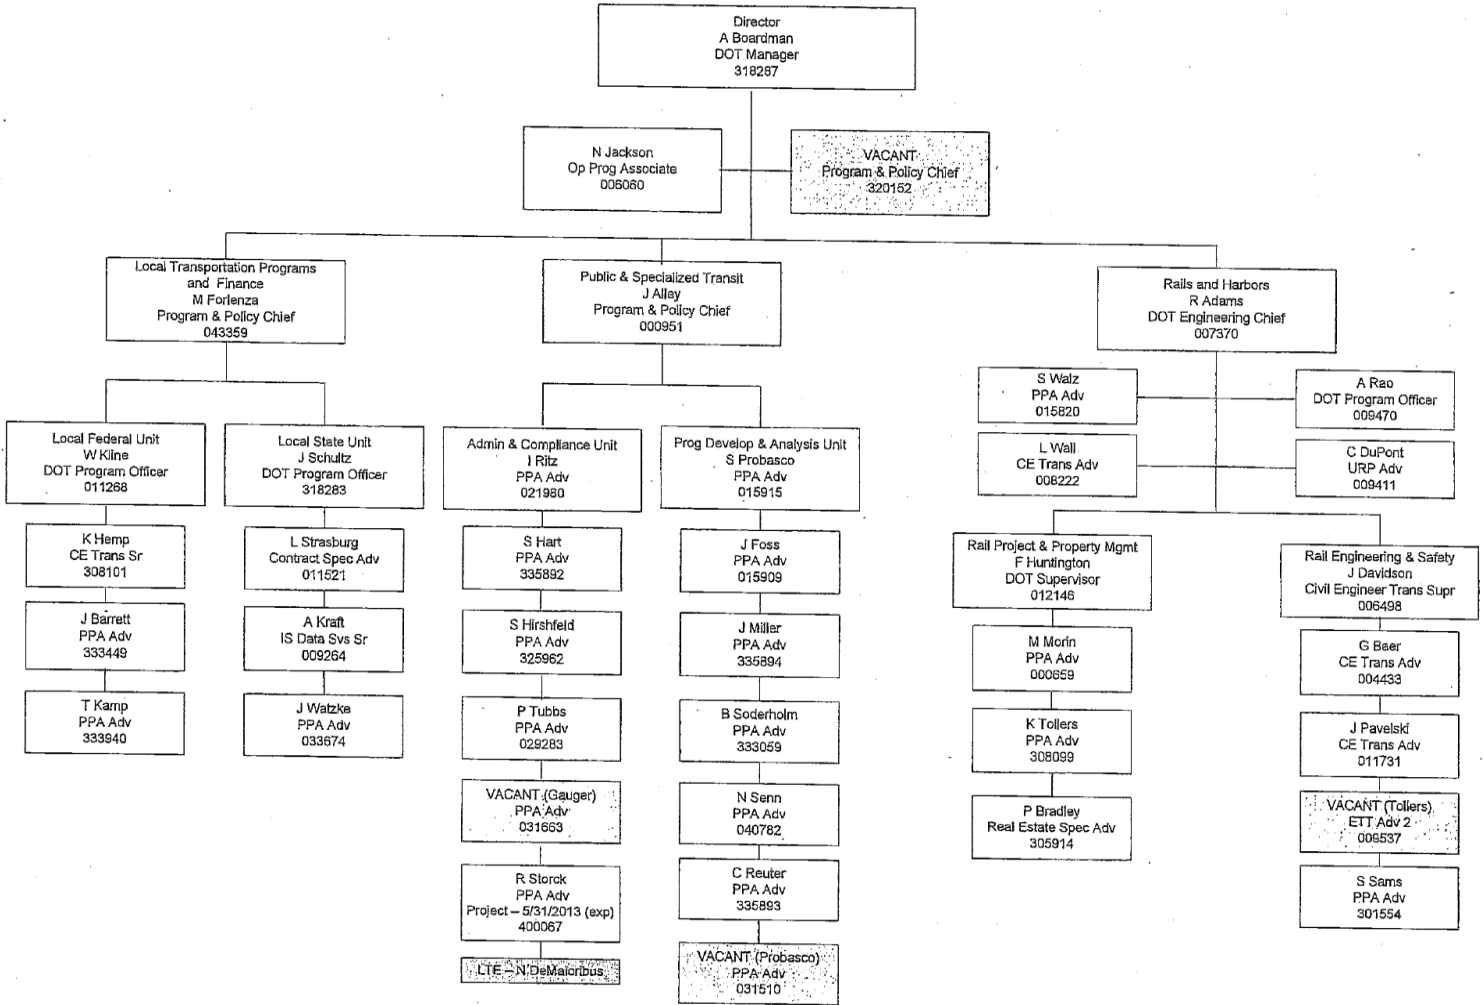 Director
A Boardman
DOT Manager
318287
N Jackson
Op Prog Associate
006060
VACANT
Program & Policy Chief
320152
Local Transportation Programs
and Finance
M Forlenza
Program & Policy Chief
043359
Public & Specialized Transit
J Alley
Program & Policy Chief
000951
Rails and Harbors
R Adams
DOT Engineering Chief
007370
S Walz
PPA Adv
015820
A Rao
DOT Program Officer
009470
L Wall
CE Trans Adv
008222
C DuPont
URP Adv
009411
Local Federal Unit
W Kline
DOT Program Officer
011268
Local State Unit
J Schultz
DOT Program Officer
318283
Admin & Compliance Unit
I Ritz
PPA Adv
021980
Prog Develop & Analysis Unit
S Probasco
PPA Adv
015915
K Hemp
CE Trans Sr
308101
J Barrett
PPA Adv
333449
T Kamp
PPA Adv
333940
L Strasburg
Contract Spec Adv
011521
A Kraft
IS Data Svs Sr
009264
J Watzke
PPA Adv
033674
S Hart
PPA Adv
335892
S Hirshfeld
PPA Adv
325962
P Tubbs
PPA Adv
029283
VACANT (Gauger)
PPA Adv
031663
R Storck
PPA Adv
Project – 5/31/2013 (exp)
400067
LTE – N DeMaioribus
J Foss
PPA Adv
015909
J Miller
PPA Adv
335894
B Soderholm
PPA Adv
333059
N Senn
PPA Adv
040782
C Reuter
PPA Adv
335893
VACANT (Probasco)
PPA Adv
031510
Rail Project & Property Mgmt
F Huntington
DOT Supervisor
012146
M Morin
PPA Adv
000659
K Tollers
PPA Adv
308099
P Bradley
Real Estate Spec Adv
305914
Rail Engineering & Safety
J Davidson
Civil Engineer Trans Supr
006498
G Baer
CE Trans Adv
004433
J Pavelski
CE Trans Adv
011731
VACANT (Tollers)
ETT Adv 2
009537
S Sams
PPA Adv
301554